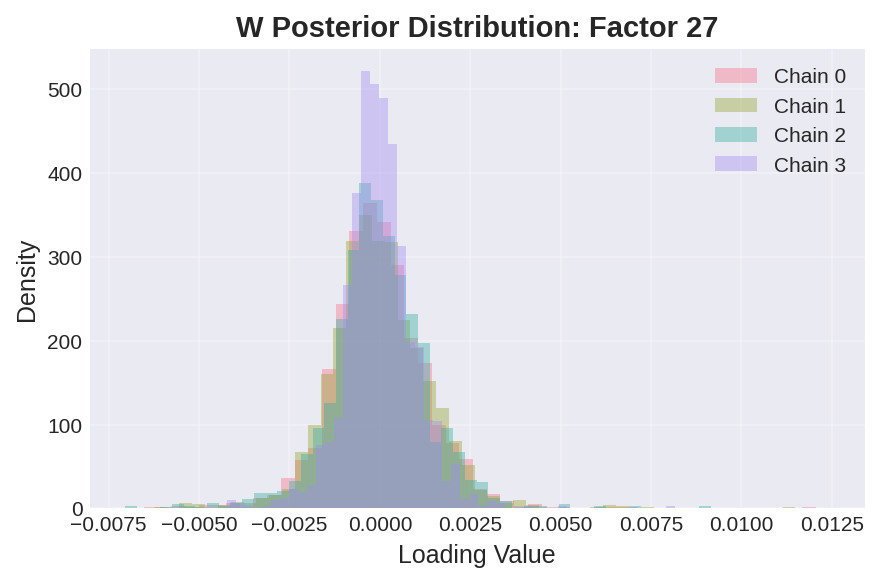 W Posterior Distribution: Factor 27
Chain 0
Chain 1
Chain 2
Chain 3
Density
500
400
300
200
100
0
−0.0075 −0.0050 −0.0025 0.0000 0.0025 0.0050 0.0075 0.0100 0.0125
Loading Value